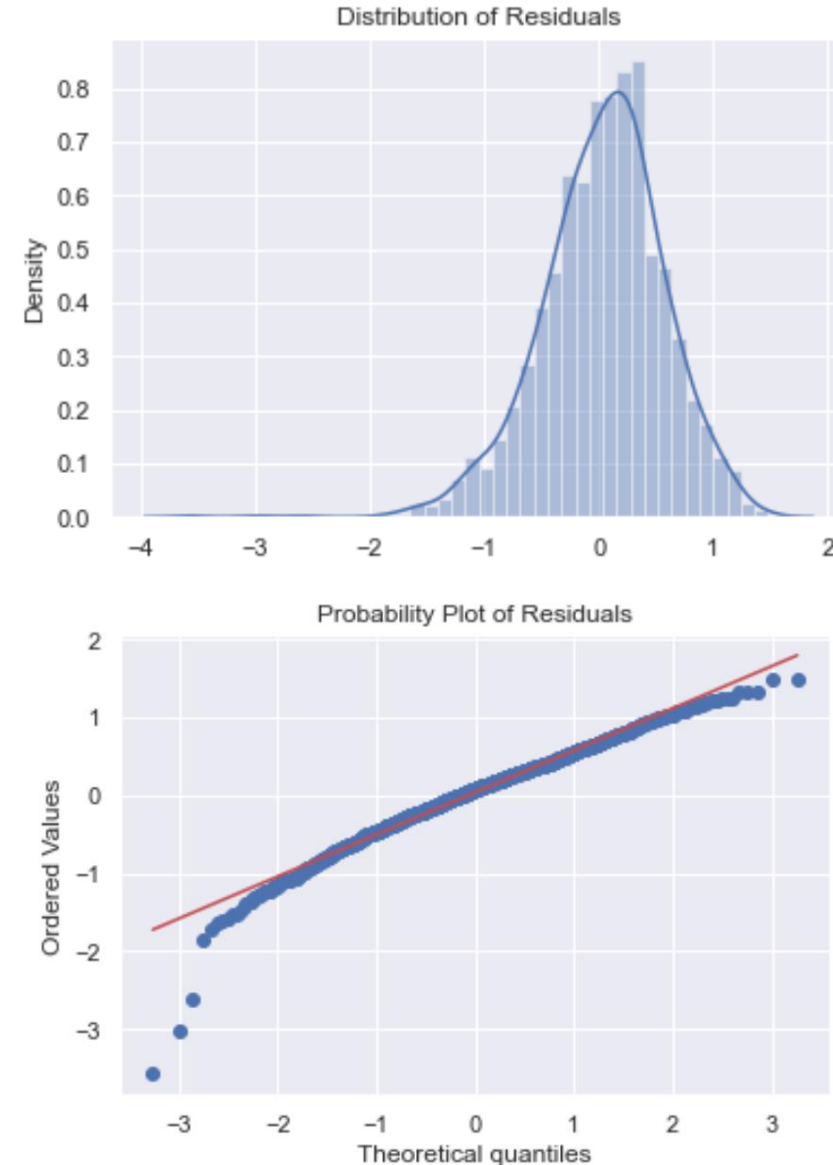 Distribution of Residuals
Density
0.8
0.7
0.6
0.5
0.4
0.3
0.2
0.1
0.0
−4 −3 −2 −1 0 1 2
Probability Plot of Residuals
Ordered Values
2
1
0
−1
−2
−3
−3 −2 −1 0 1 2 3
Theoretical quantiles